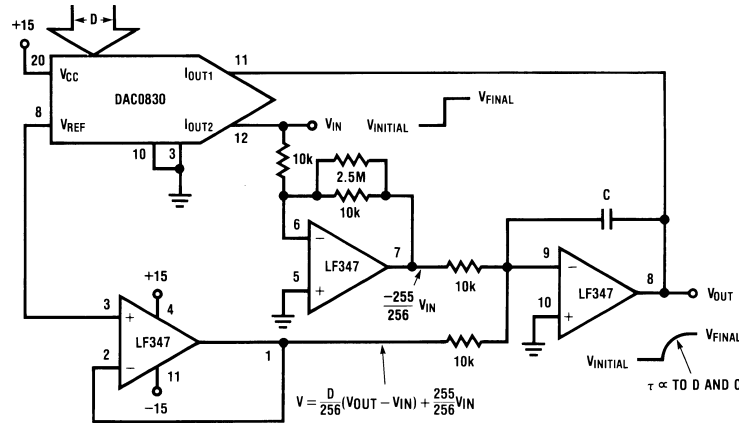 D
+15
20
VCC
IOUT1
11
DAC0830
8
VREF
IOUT2
12
VIN
VINITIAL
VFINAL
10
3
10k
2.5M
10k
C
6
−
LF347
7
5
+
-255/256 VIN
10k
9
−
LF347
8
VOUT
10
+
+15
3
+
4
LF347
1
2
−
11
−15
10k
V = D/256 (VOUT − VIN) + 255/256 VIN
VINITIAL
VFINAL
τ ∝ TO D AND C